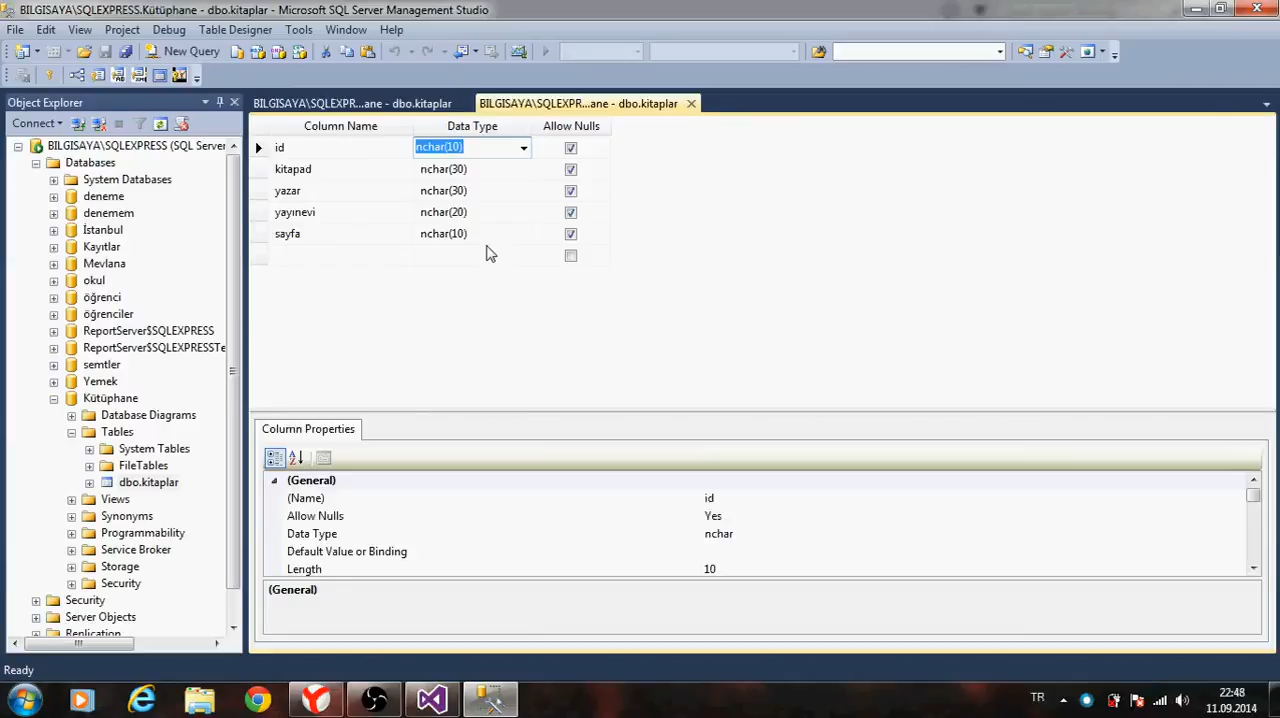 BILGISAYA\SQLEXPRESS.Kütüphane - dbo.kitaplar - Microsoft SQL Server Management Studio
File Edit View Project Debug Table Designer Tools Window Help
New Query
Object Explorer
BILGISAYA\SQLEXPR...ane - dbo.kitaplar
BILGISAYA\SQLEXPR...ane - dbo.kitaplar
Connect
BILGISAYA\SQLEXPRESS (SQL Server
Databases
System Databases
deneme
denemem
İstanbul
Kayıtlar
Mevlana
okul
öğrenci
öğrenciler
ReportServer$SQLEXPRESS
ReportServer$SQLEXPRESSTe
semtler
Yemek
Kütüphane
Database Diagrams
Tables
System Tables
FileTables
dbo.kitaplar
Views
Synonyms
Programmability
Service Broker
Storage
Security
Security
Server Objects
Replication
Column Name Data Type Allow Nulls
id nchar(10)
kitapad nchar(30)
yazar nchar(30)
yayınevi nchar(20)
sayfa nchar(10)
Column Properties
(General)
(Name) id
Allow Nulls Yes
Data Type nchar
Default Value or Binding
Length 10
(General)
Ready
TR
22:48
11.09.2014